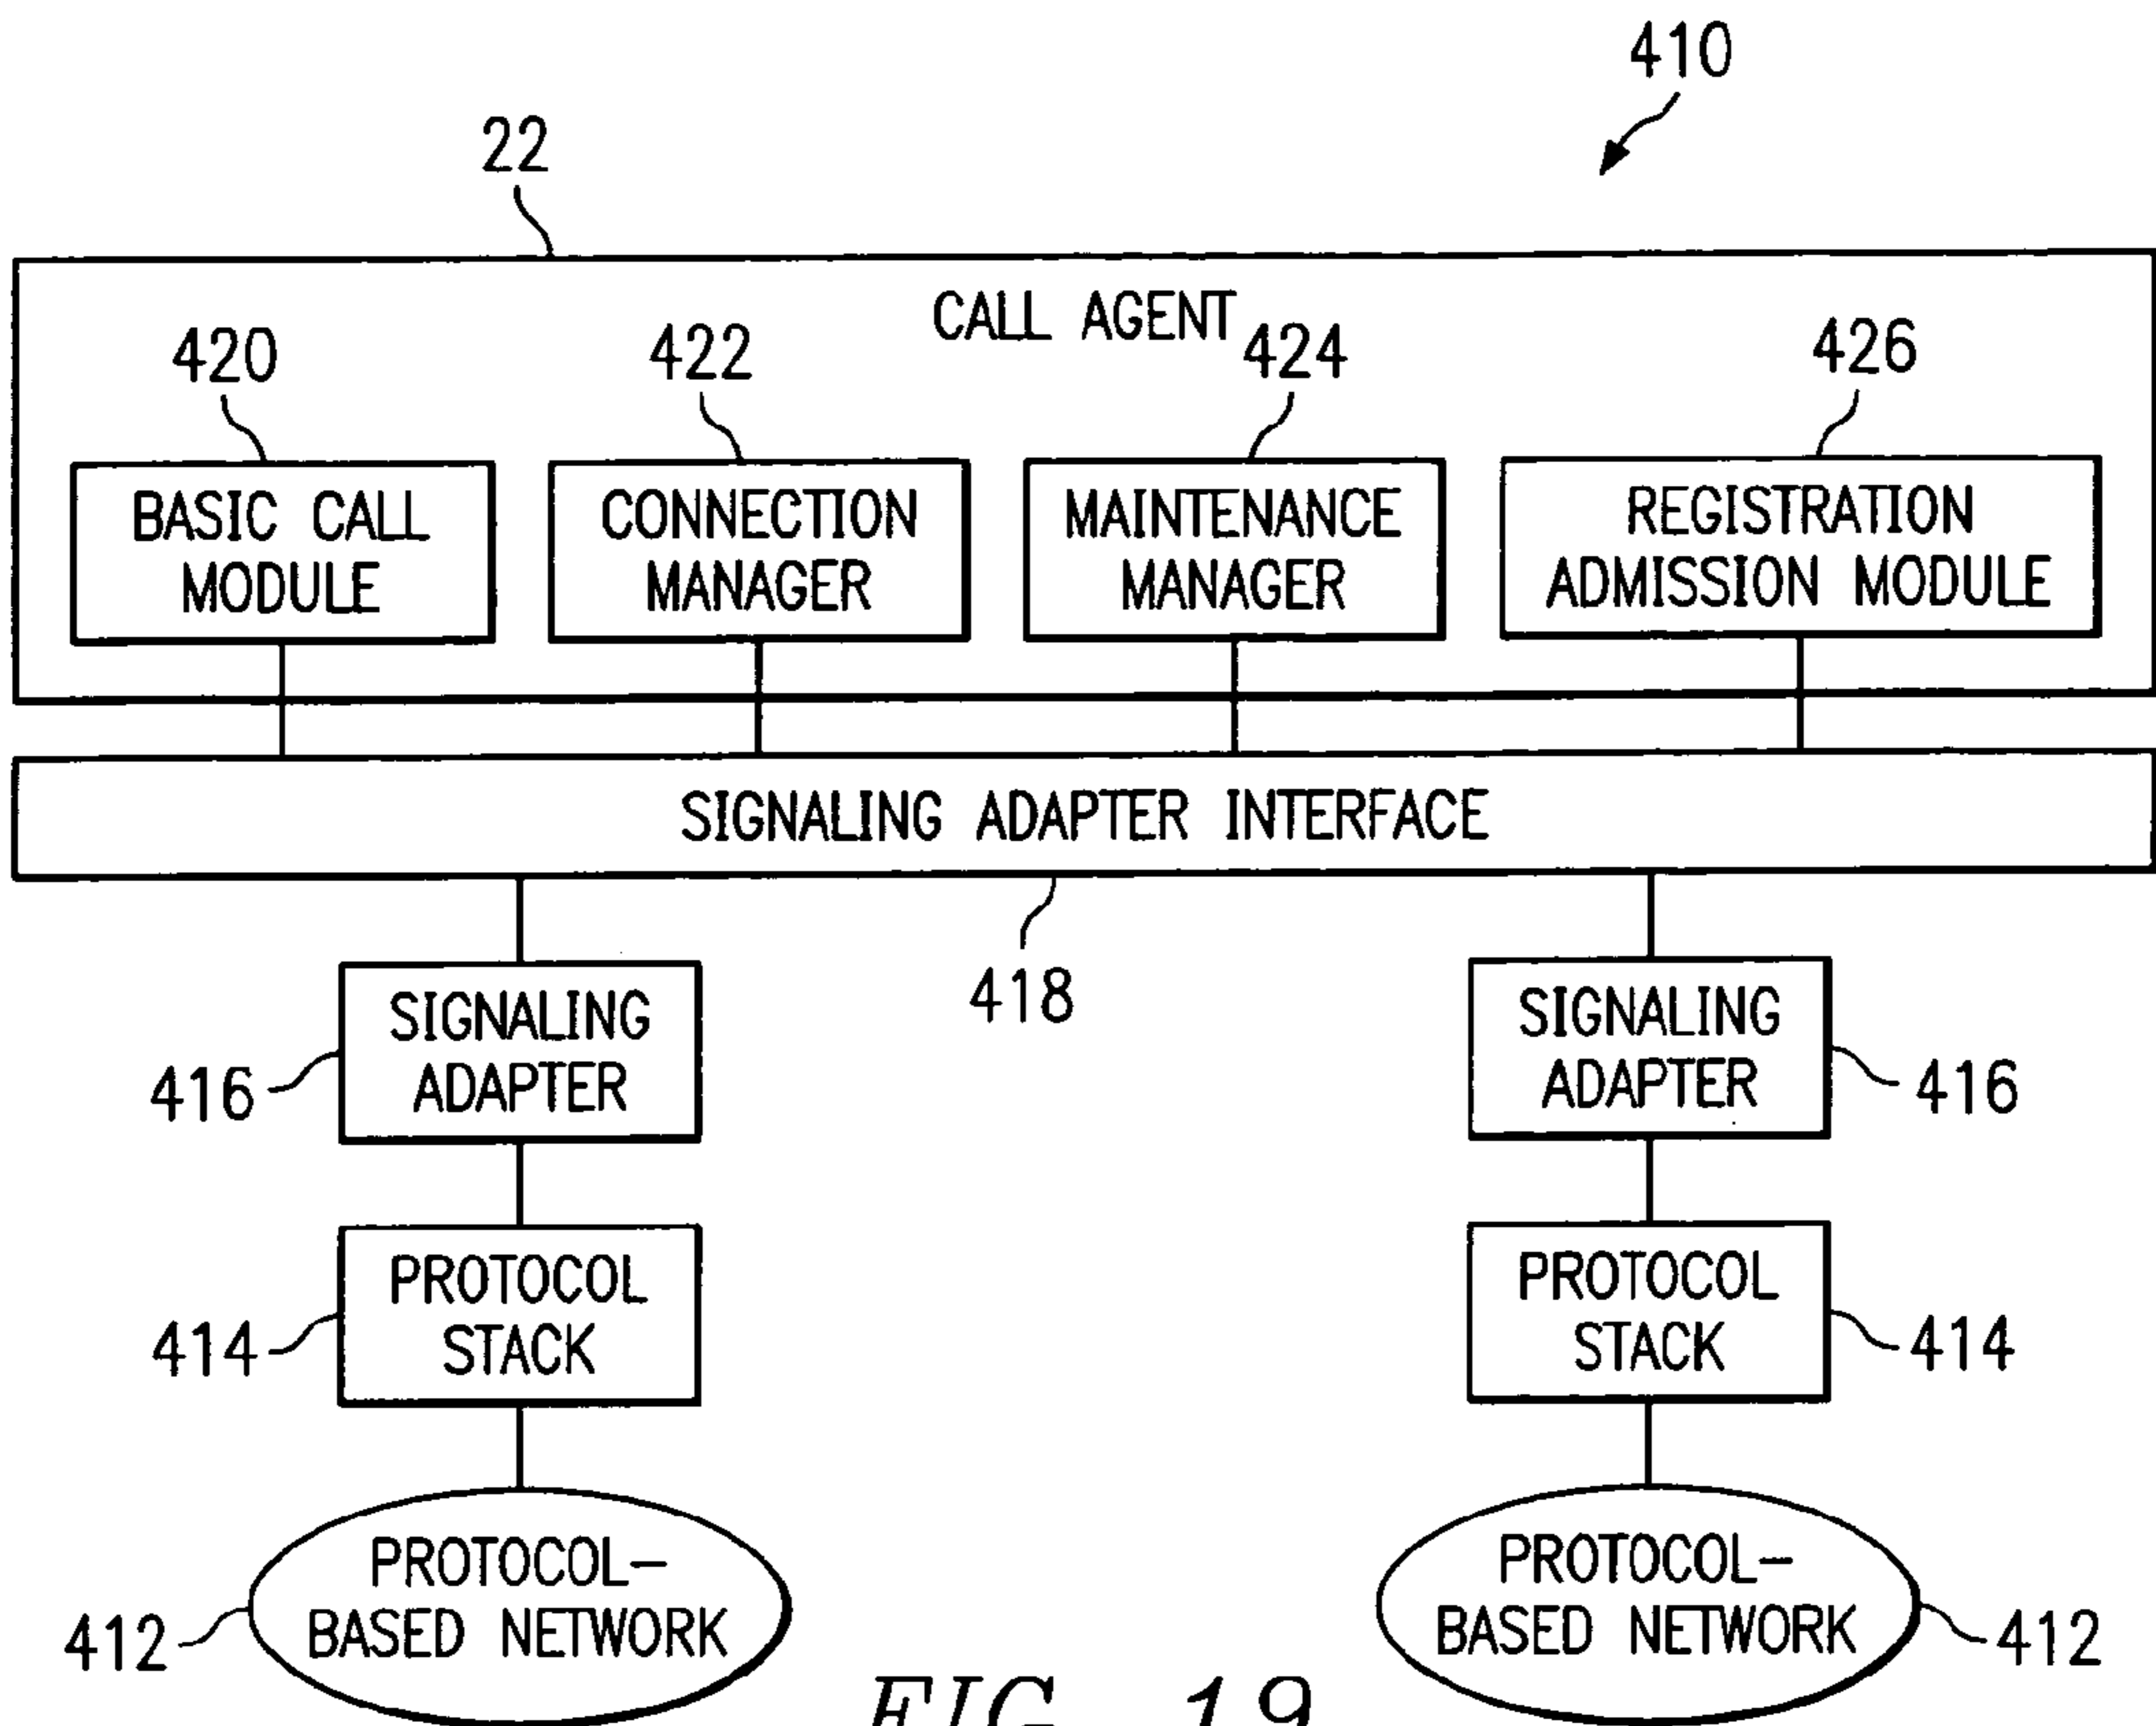 410
22
CALL AGENT
420
422
424
426
BASIC CALL
MODULE
CONNECTION
MANAGER
MAINTENANCE
MANAGER
REGISTRATION
ADMISSION MODULE
SIGNALING ADAPTER INTERFACE
418
SIGNALING
ADAPTER
416
SIGNALING
ADAPTER
416
PROTOCOL
STACK
414
PROTOCOL
STACK
414
PROTOCOL-
BASED NETWORK
412
PROTOCOL-
BASED NETWORK
412
FIG. 19